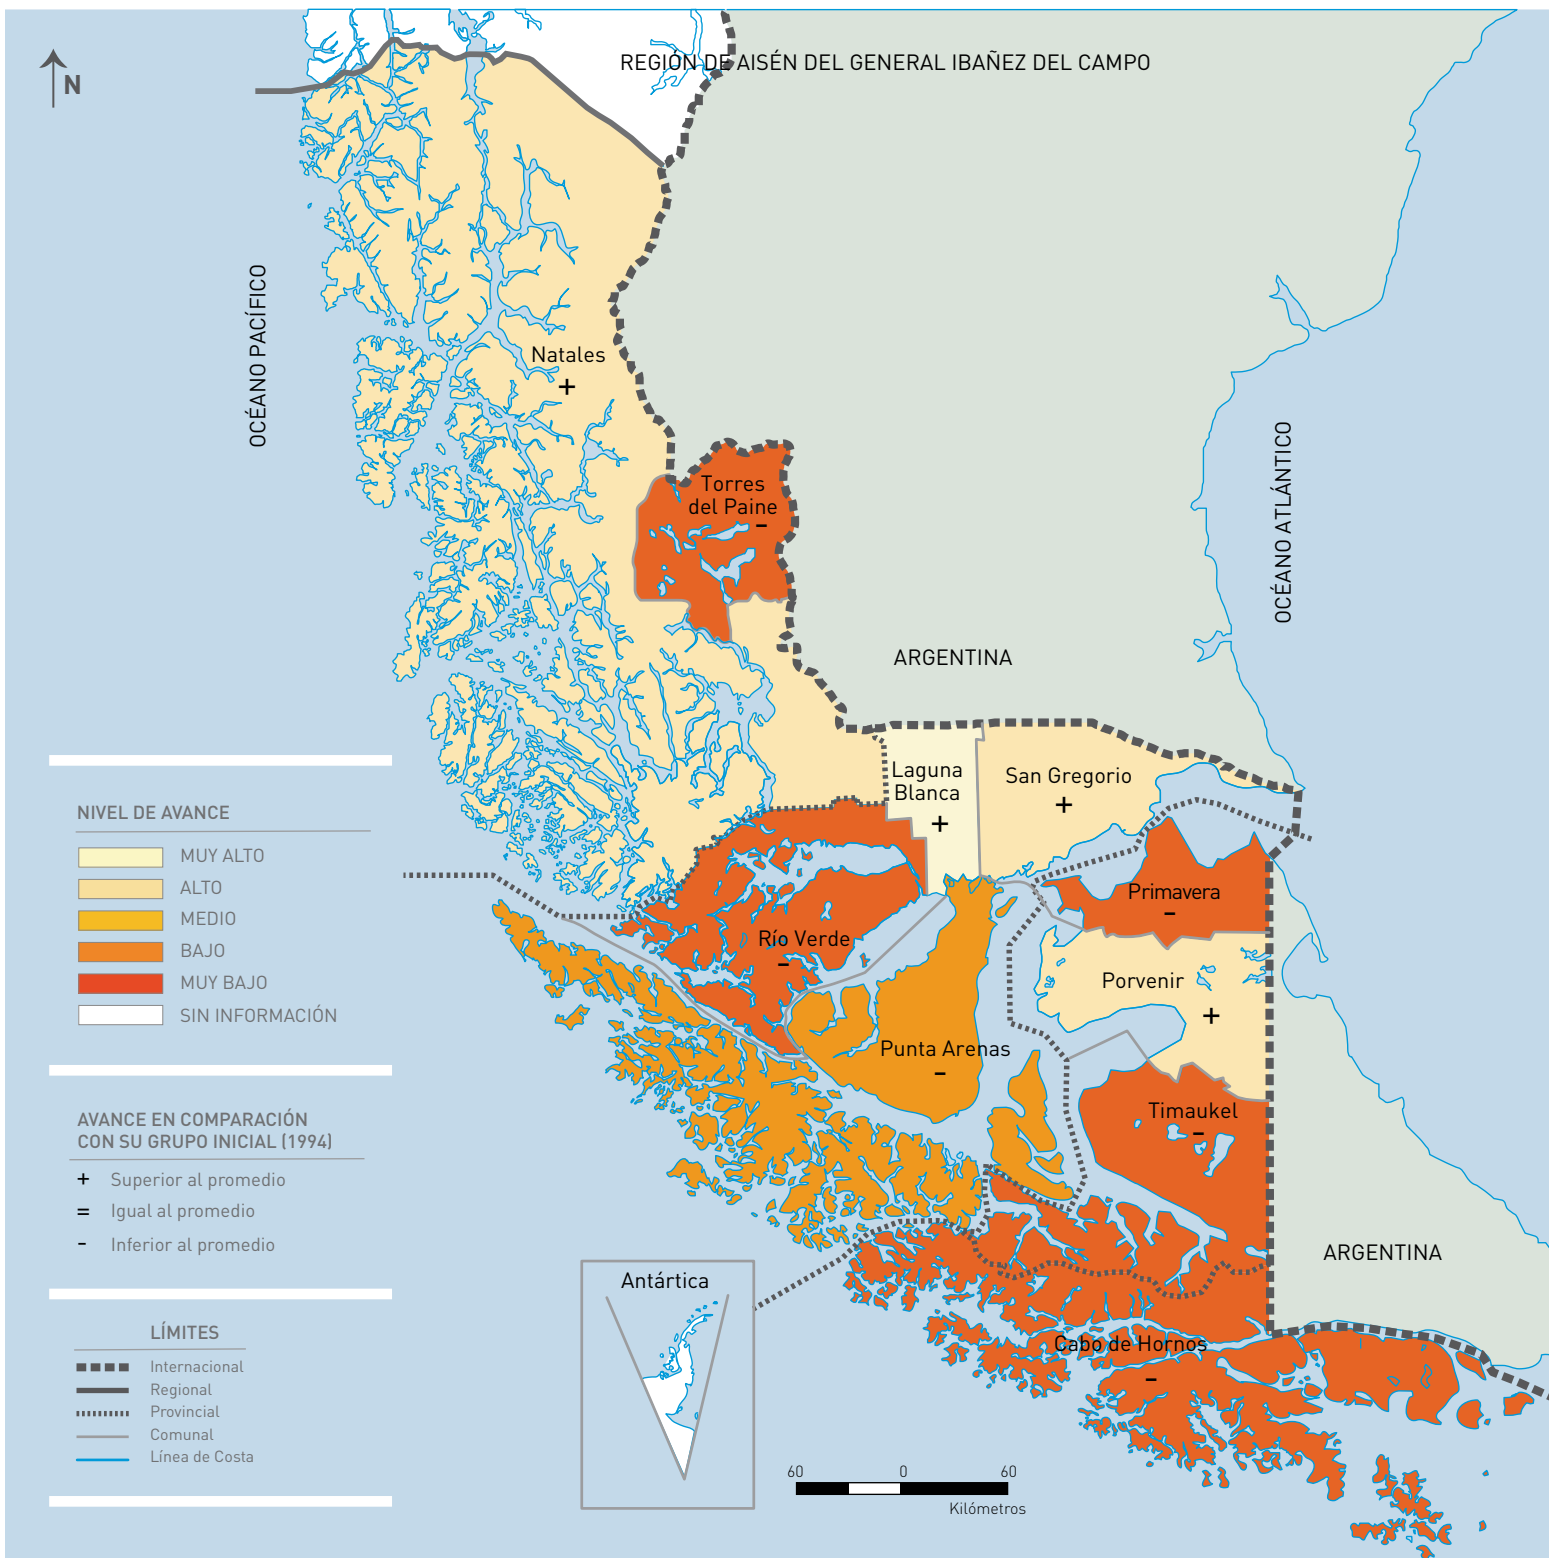 REGIÓN DE AISÉN DEL GENERAL IBAÑEZ DEL CAMPO
N
OCÉANO PACÍFICO
Natales
+
Torres
del Paine
-
OCÉANO ATLÁNTICO
ARGENTINA
Laguna
Blanca
+
San Gregorio
+
Primavera
-
Río Verde
-
Porvenir
+
Punta Arenas
-
Timaukel
-
ARGENTINA
Cabo de Hornos
-
NIVEL DE AVANCE
MUY ALTO
ALTO
MEDIO
BAJO
MUY BAJO
SIN INFORMACIÓN
AVANCE EN COMPARACIÓN
CON SU GRUPO INICIAL (1994)
+ Superior al promedio
= Igual al promedio
- Inferior al promedio
LÍMITES
Internacional
Regional
Provincial
Comunal
Línea de Costa
Antártica
60 0 60
Kilómetros